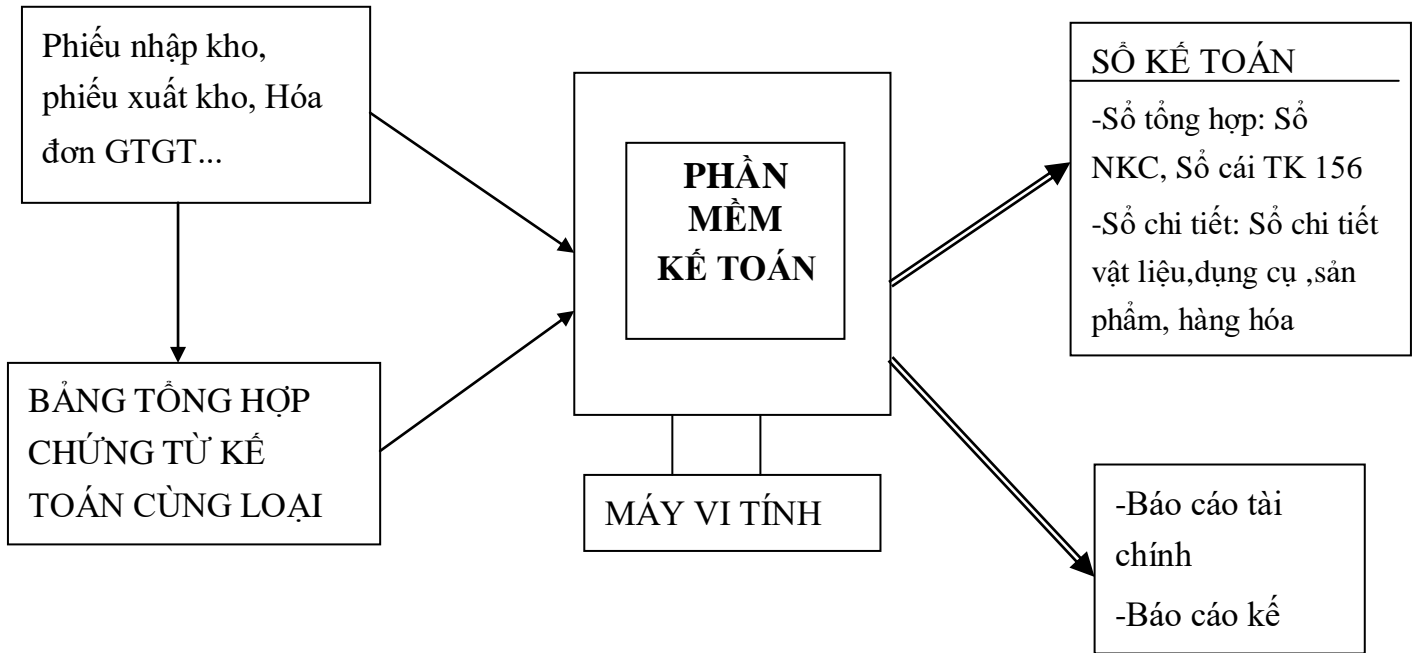 Phiếu nhập kho,
phiếu xuất kho, Hóa
đơn GTGT...
BẢNG TỔNG HỢP
CHỨNG TỪ KẾ
TOÁN CÙNG LOẠI
PHẦN
MỀM
KẾ TOÁN
MÁY VI TÍNH
SỔ KẾ TOÁN
-Sổ tổng hợp: Sổ
NKC, Sổ cái TK 156
-Sổ chi tiết: Sổ chi tiết
vật liệu,dụng cụ ,sản
phẩm, hàng hóa
-Báo cáo tài
chính
-Báo cáo kế